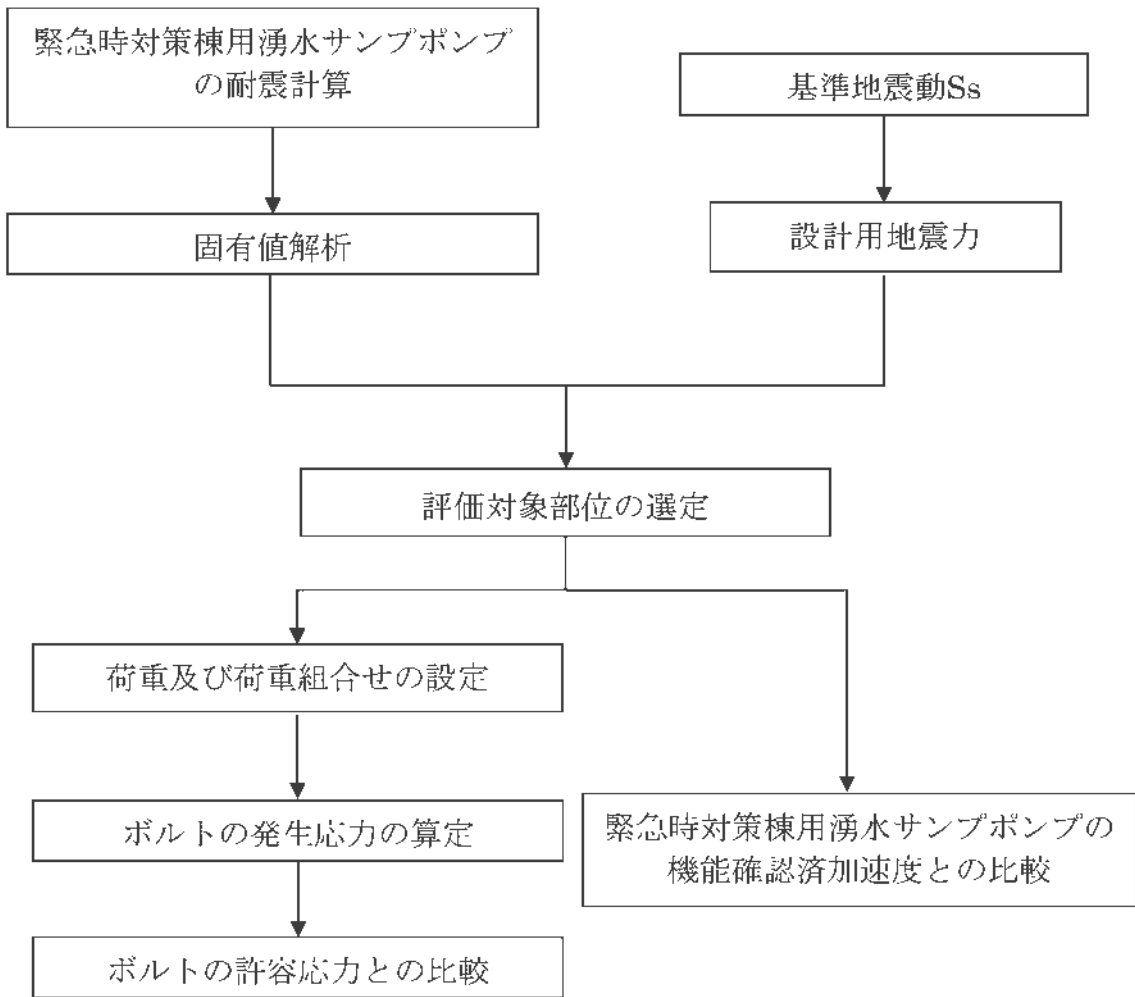 緊急時対策棟用湧水サンプポンプ
の耐震計算
基準地震動Ss
固有値解析
設計用地震力
評価対象部位の選定
荷重及び荷重組合せの設定
ボルトの発生応力の算定
緊急時対策棟用湧水サンプポンプの
機能確認済加速度との比較
ボルトの許容応力との比較